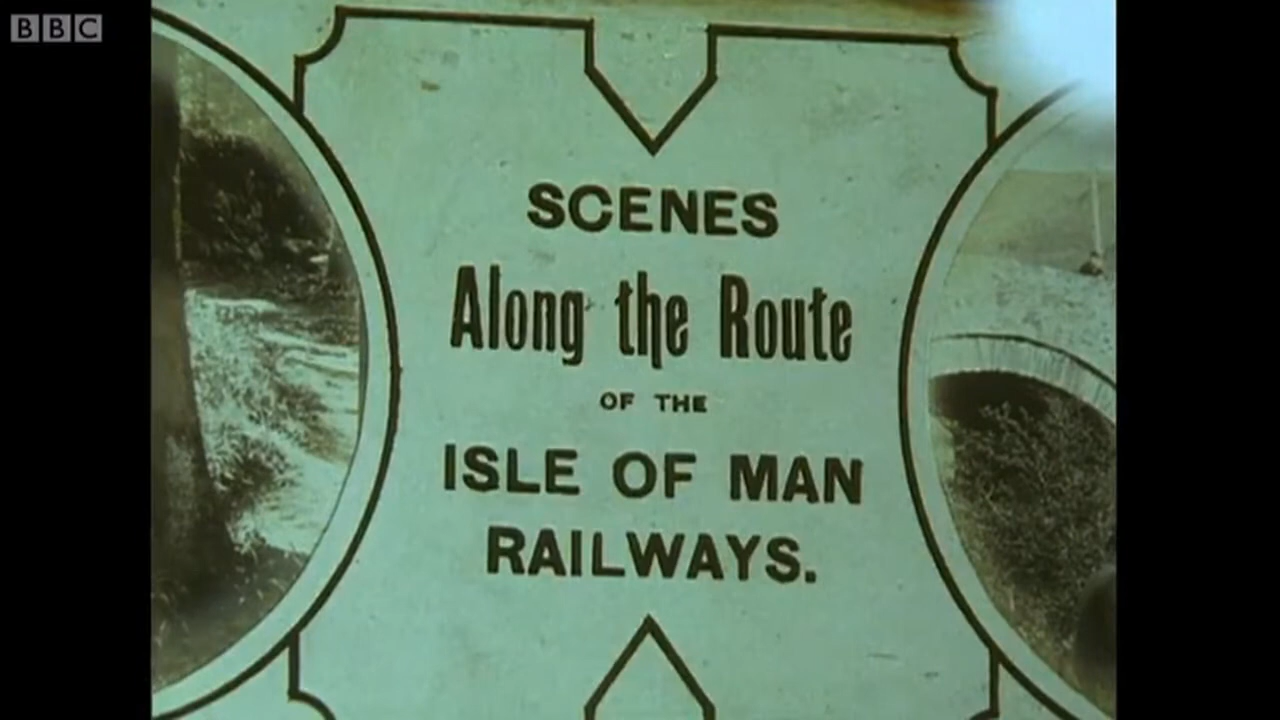 BBC
SCENES
Along the Route
OF THE
ISLE OF MAN
RAILWAYS.